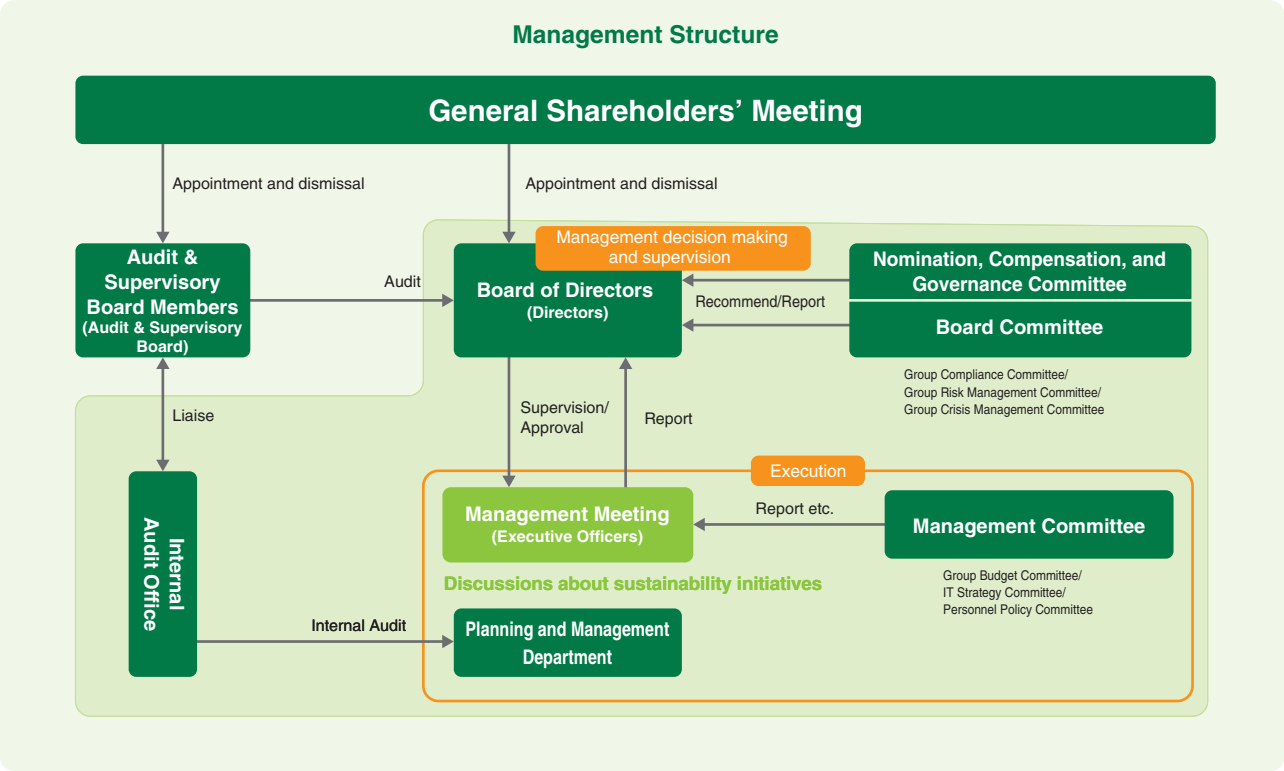 Management Structure
General Shareholders’ Meeting
Appointment and dismissal
Appointment and dismissal
Management decision making
and supervision
Audit &
Supervisory
Board Members
(Audit & Supervisory
Board)
Audit
Board of Directors
(Directors)
Recommend/Report
Nomination, Compensation, and
Governance Committee
Board Committee
Group Compliance Committee/
Group Risk Management Committee/
Group Crisis Management Committee
Liaise
Supervision/
Approval
Report
Execution
Internal
Audit Office
Management Meeting
(Executive Officers)
Report etc.
Management Committee
Discussions about sustainability initiatives
Group Budget Committee/
IT Strategy Committee/
Personnel Policy Committee
Internal Audit
Planning and Management
Department